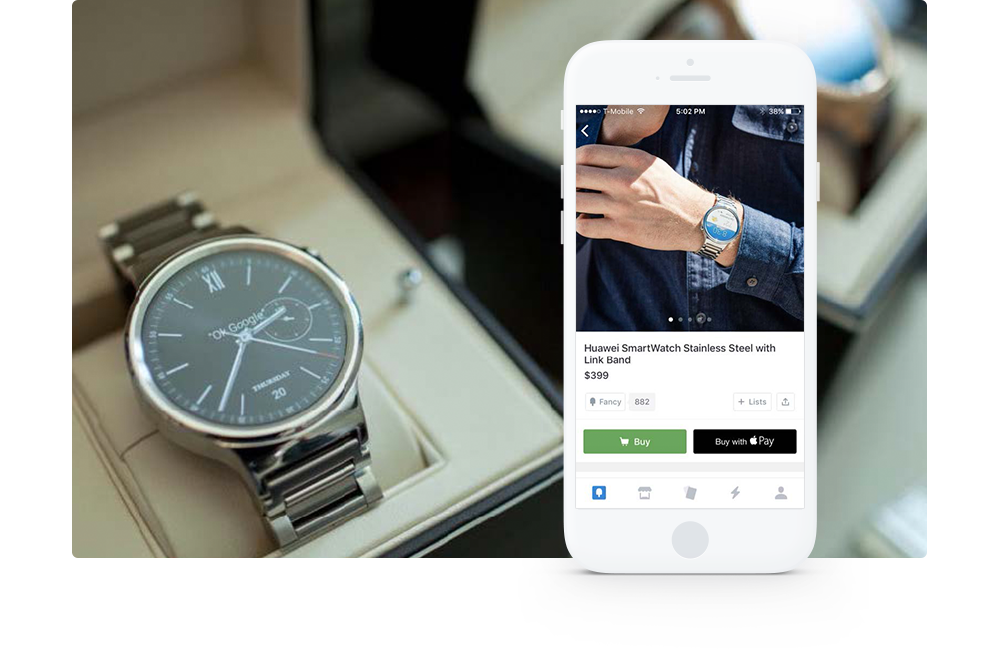 XII
"Ok Google"
THURSDAY
20
T-Mobile
5:02 PM
38%
Huawei SmartWatch Stainless Steel with
Link Band
$399
Fancy
882
+ Lists
Buy
Buy with Pay